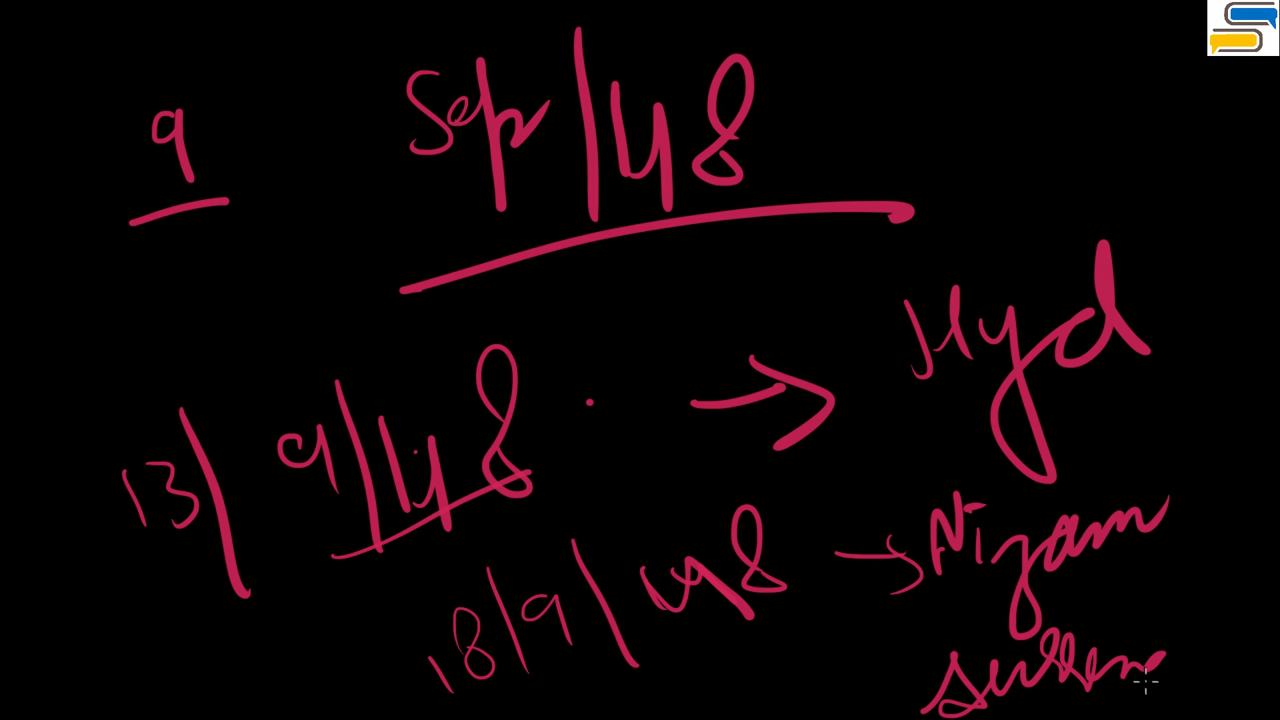 9 Sep/48
13/9/48 → Hyd
18/9/48 → Nizam